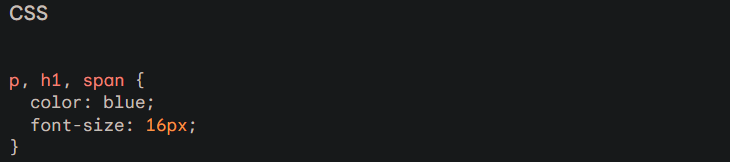 CSS
p, h1, span {
  color: blue;
  font-size: 16px;
}